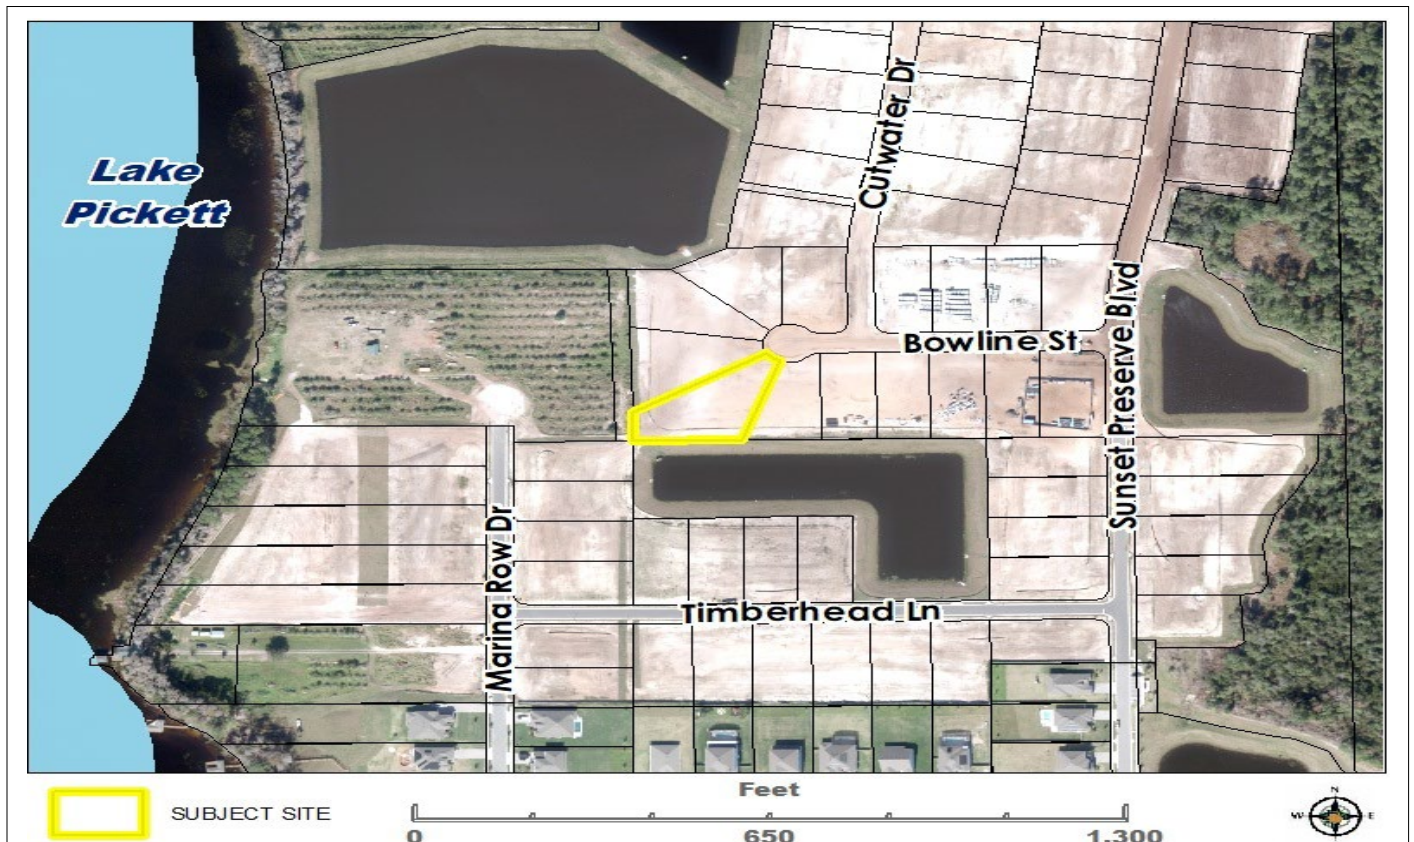 Cutwater Dr
Lake
Pickett
Bowline St
Sunset Preserve Blvd
Marina Row Dr
Timberhead Ln
SUBJECT SITE
Feet
0 650 1,300
N
W E